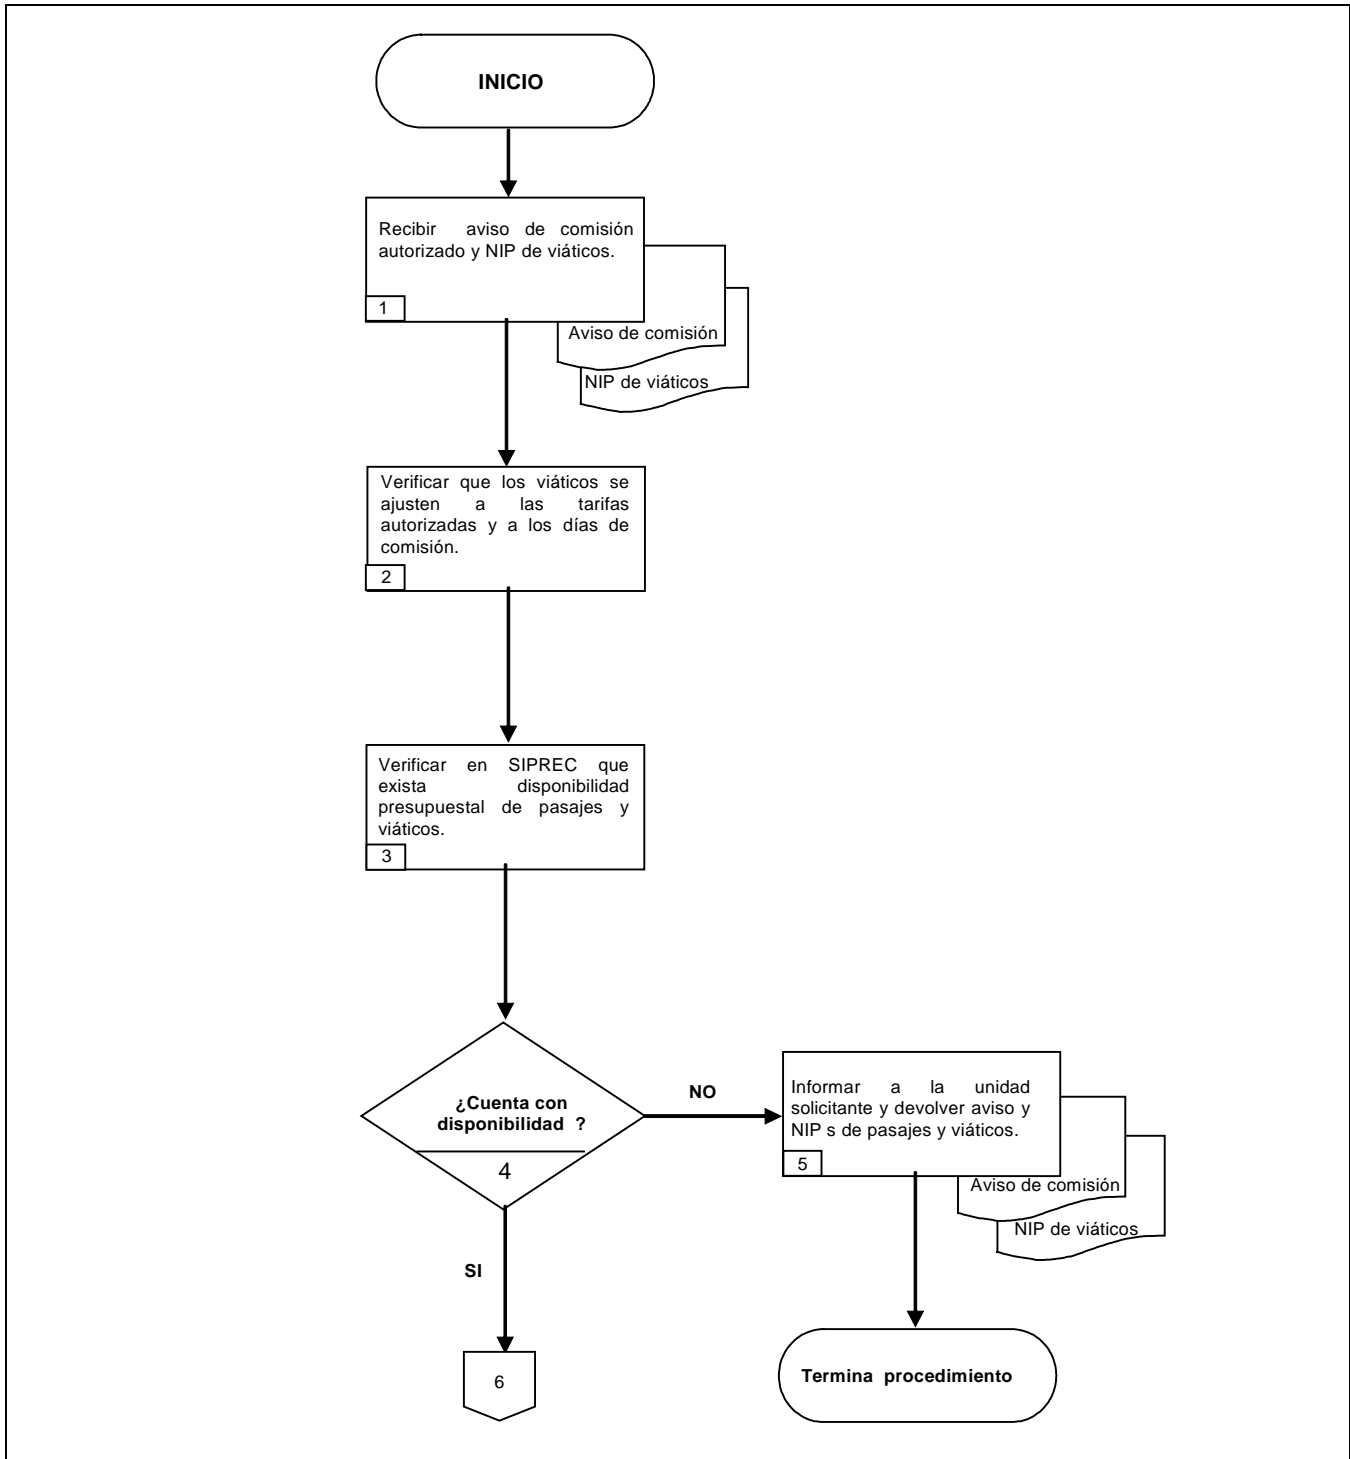 INICIO
Recibir aviso de comisión
autorizado y NIP de viáticos.
1
Aviso de comisión
NIP de viáticos
Verificar que los viáticos se
ajusten a las tarifas
autorizadas y a los días de
comisión.
2
Verificar en SIPREC que
exista disponibilidad
presupuestal de pasajes y
viáticos.
3
¿Cuenta con
disponibilidad ?
4
NO
Informar a la unidad
solicitante y devolver aviso y
NIP s de pasajes y viáticos.
5
Aviso de comisión
NIP de viáticos
SI
6
Termina procedimiento